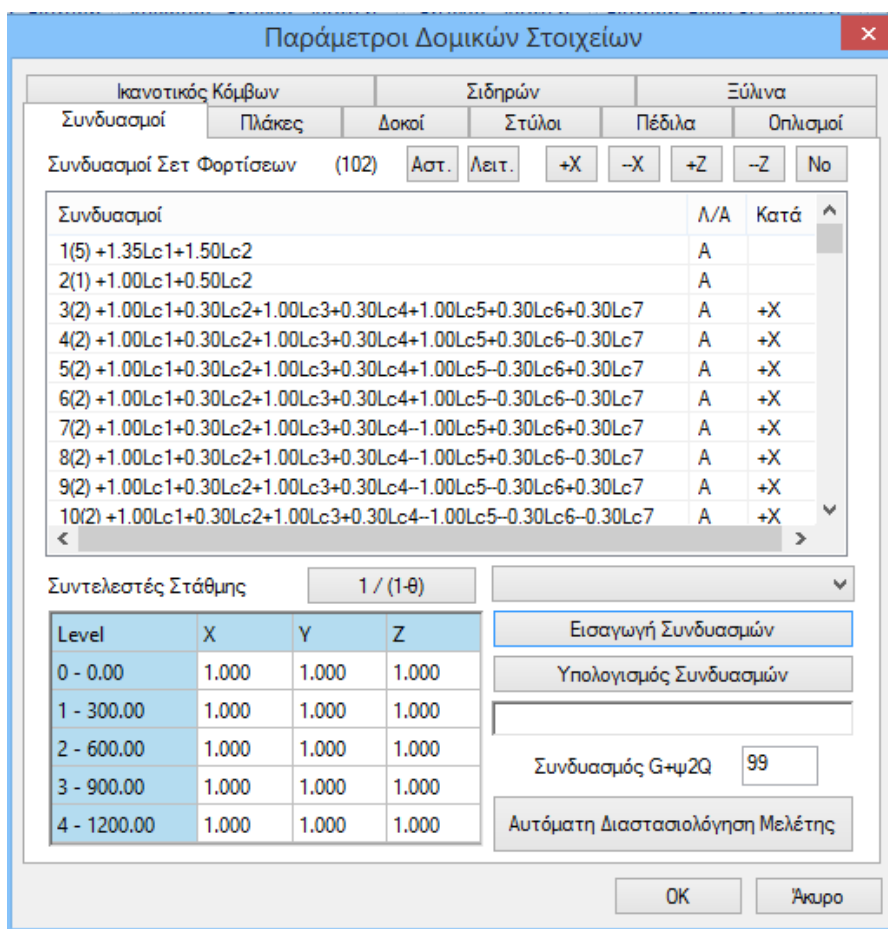 Παράμετροι Δομικών Στοιχείων
Ικανοτικός Κόμβων Σιδηρών Ξύλινα
Συνδυασμοί Πλάκες Δοκοί Στύλοι Πέδιλα Οπλισμοί
Συνδυασμοί Σετ Φορτίσεων (102) Αστ. Λειτ. +X --X +Z --Z No
Συνδυασμοί Λ/Α Κατά
1(5) +1.35Lc1+1.50Lc2 A
2(1) +1.00Lc1+0.50Lc2 A
3(2) +1.00Lc1+0.30Lc2+1.00Lc3+0.30Lc4+1.00Lc5+0.30Lc6+0.30Lc7 A +X
4(2) +1.00Lc1+0.30Lc2+1.00Lc3+0.30Lc4+1.00Lc5+0.30Lc6--0.30Lc7 A +X
5(2) +1.00Lc1+0.30Lc2+1.00Lc3+0.30Lc4+1.00Lc5--0.30Lc6+0.30Lc7 A +X
6(2) +1.00Lc1+0.30Lc2+1.00Lc3+0.30Lc4+1.00Lc5--0.30Lc6--0.30Lc7 A +X
7(2) +1.00Lc1+0.30Lc2+1.00Lc3+0.30Lc4--1.00Lc5+0.30Lc6+0.30Lc7 A +X
8(2) +1.00Lc1+0.30Lc2+1.00Lc3+0.30Lc4--1.00Lc5+0.30Lc6--0.30Lc7 A +X
9(2) +1.00Lc1+0.30Lc2+1.00Lc3+0.30Lc4--1.00Lc5--0.30Lc6+0.30Lc7 A +X
10(2) +1.00Lc1+0.30Lc2+1.00Lc3+0.30Lc4--1.00Lc5--0.30Lc6--0.30Lc7 A +X
Συντελεστές Στάθμης 1 / (1-θ)
Level X Y Z
0 - 0.00 1.000 1.000 1.000
1 - 300.00 1.000 1.000 1.000
2 - 600.00 1.000 1.000 1.000
3 - 900.00 1.000 1.000 1.000
4 - 1200.00 1.000 1.000 1.000
Εισαγωγή Συνδυασμών
Υπολογισμός Συνδυασμών
Συνδυασμός G+ψ2Q 99
Αυτόματη Διαστασιολόγηση Μελέτης
OK Άκυρο